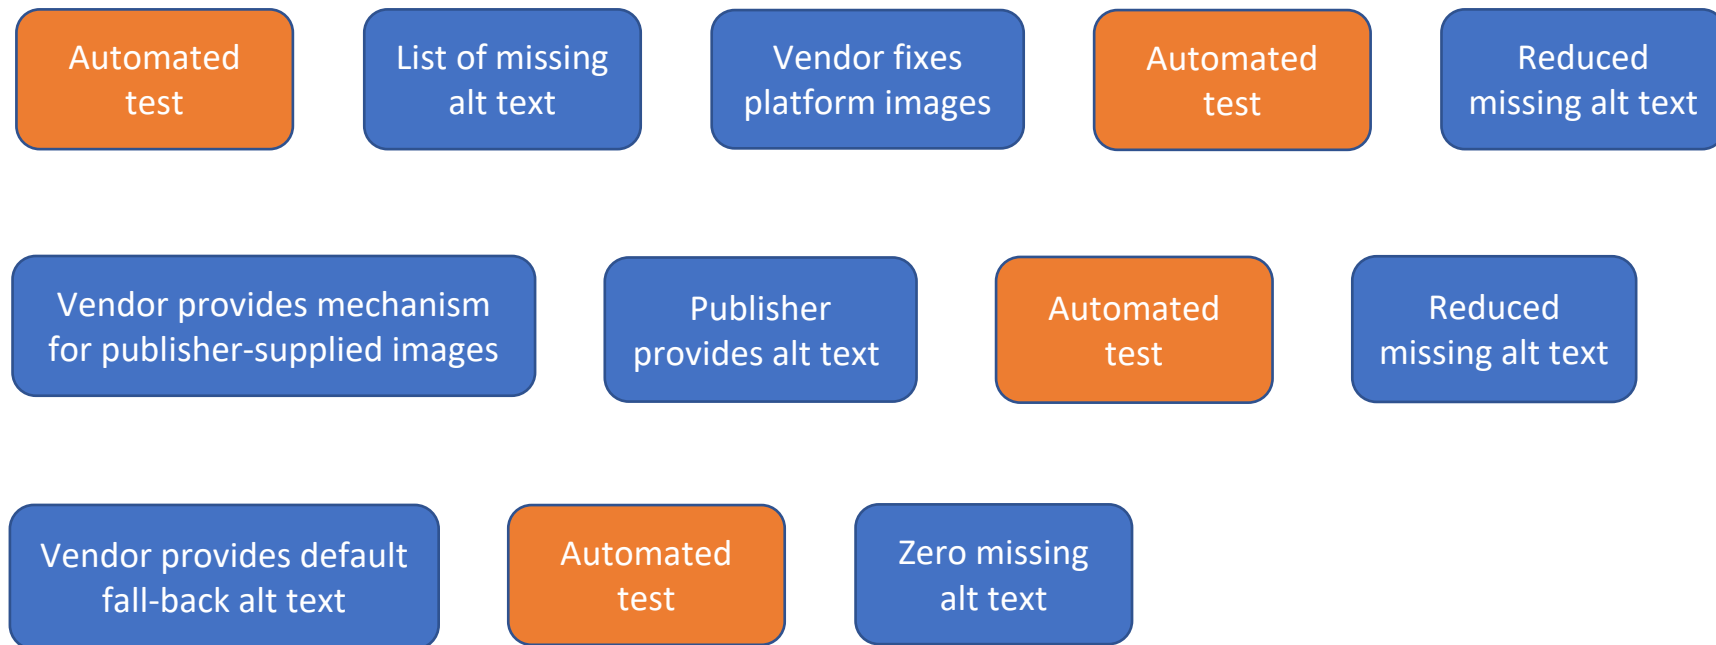 Automated
test
List of missing
alt text
Vendor fixes
platform images
Automated
test
Reduced
missing alt text
Vendor provides mechanism
for publisher-supplied images
Publisher
provides alt text
Automated
test
Reduced
missing alt text
Vendor provides default
fall-back alt text
Automated
test
Zero missing
alt text